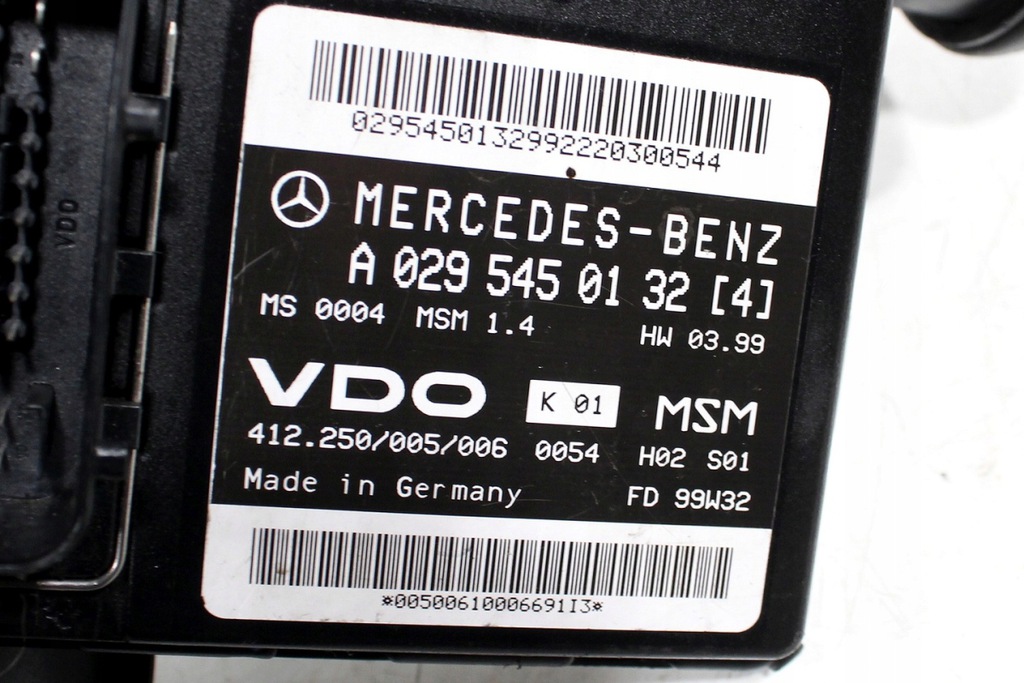 0295450132992220300544
MERCEDES-BENZ
A 029 545 01 32 [4]
MS 0004 MSM 1.4 HW 03.99
VDO K 01 MSM
412.250/005/006 0054 H02 S01
Made in Germany FD 99W32
*00500610006691I3*
VDO